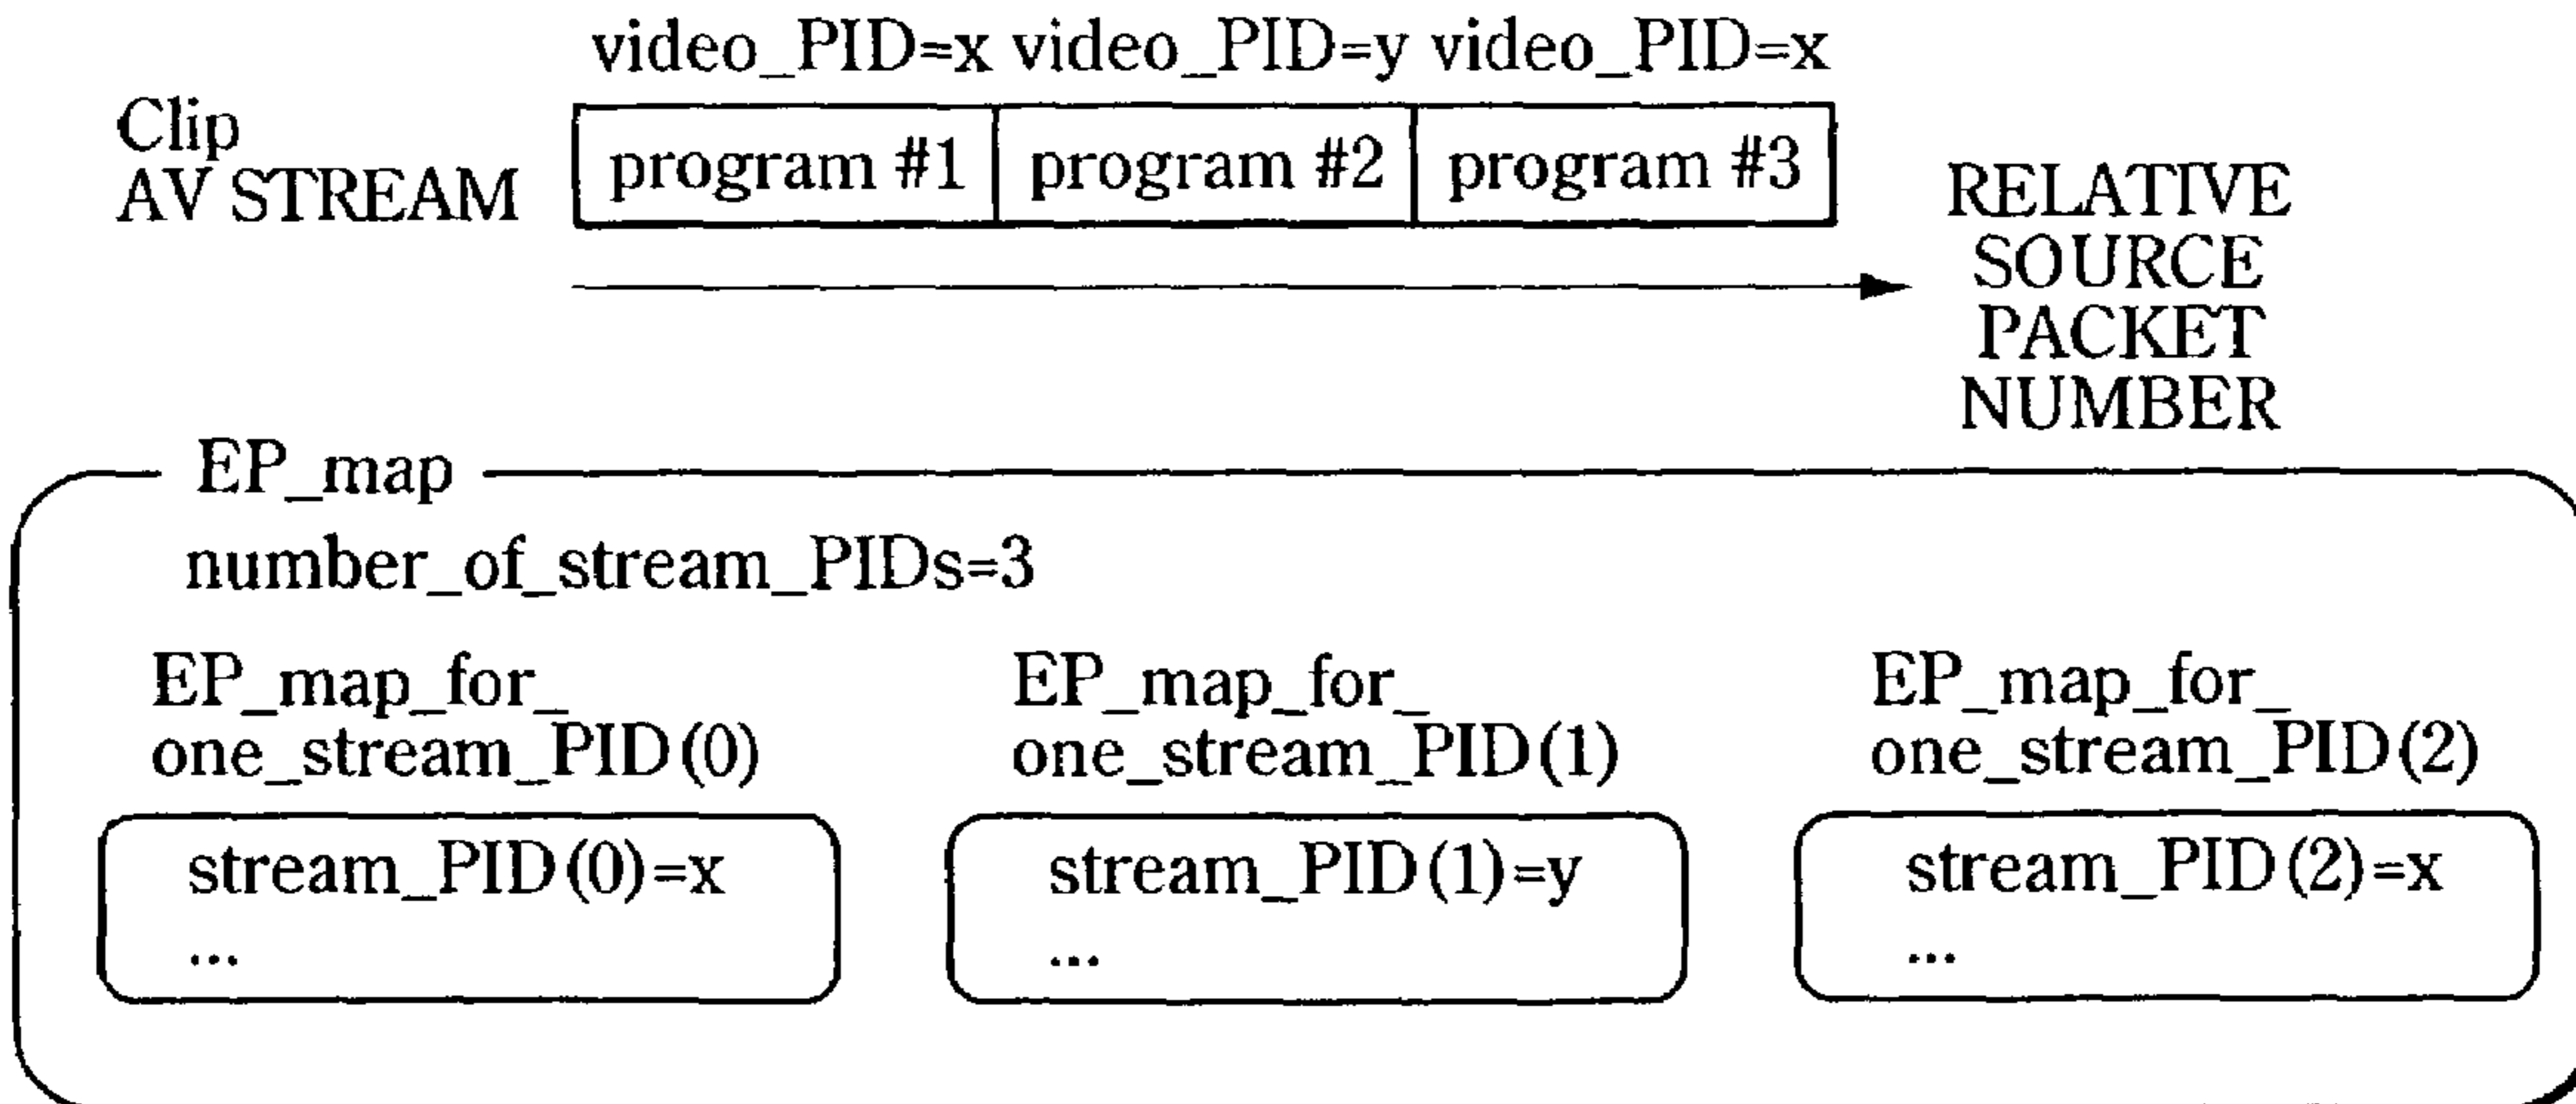 video_PID=x video_PID=y video_PID=x
Clip
AV STREAM
program #1 program #2 program #3
RELATIVE
SOURCE
PACKET
NUMBER
EP_map
number_of_stream_PIDs=3
EP_map_for_
one_stream_PID(0)
EP_map_for_
one_stream_PID(1)
EP_map_for_
one_stream_PID(2)
stream_PID(0)=x
...
stream_PID(1)=y
...
stream_PID(2)=x
...